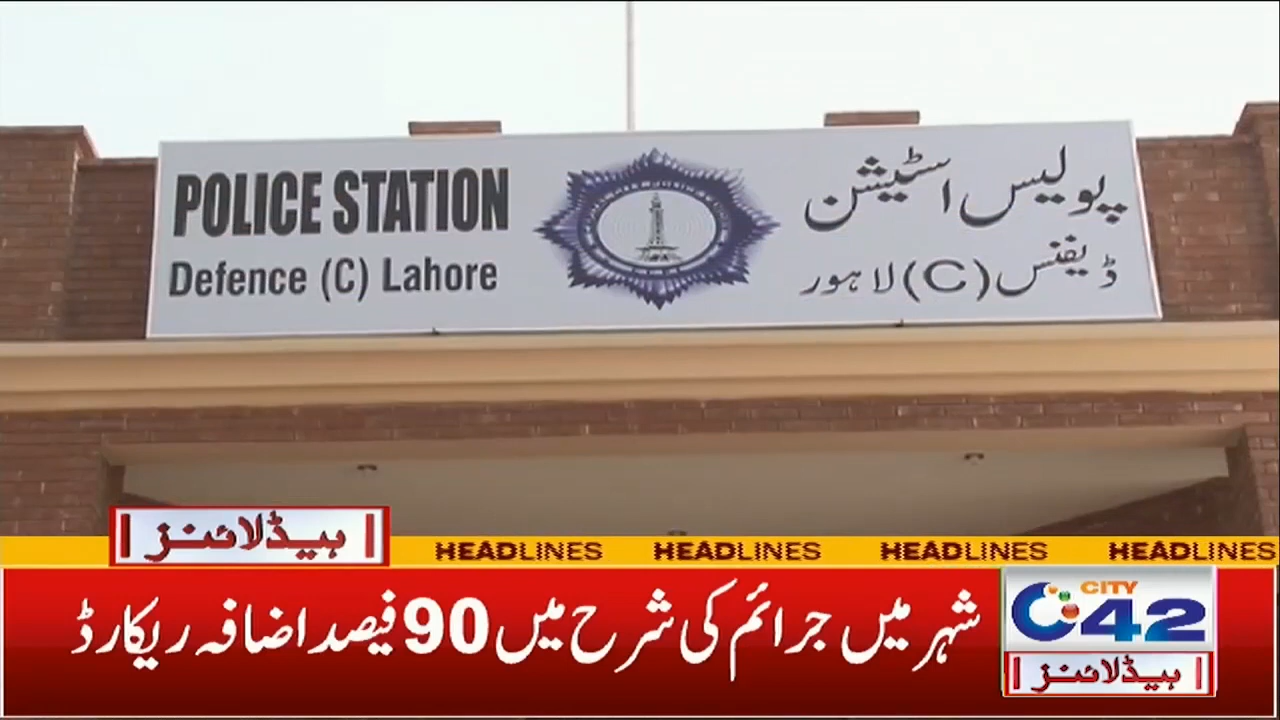 POLICE STATION
Defence (C) Lahore
پولیس اسٹیشن
ڈیفنس (C) لاہور
ہیڈلائنز
HEADLINES HEADLINES HEADLINES HEADLINES
شہر میں جرائم کی شرح میں 90 فیصد اضافہ ریکارڈ
CITY
42
ہیڈلائنز